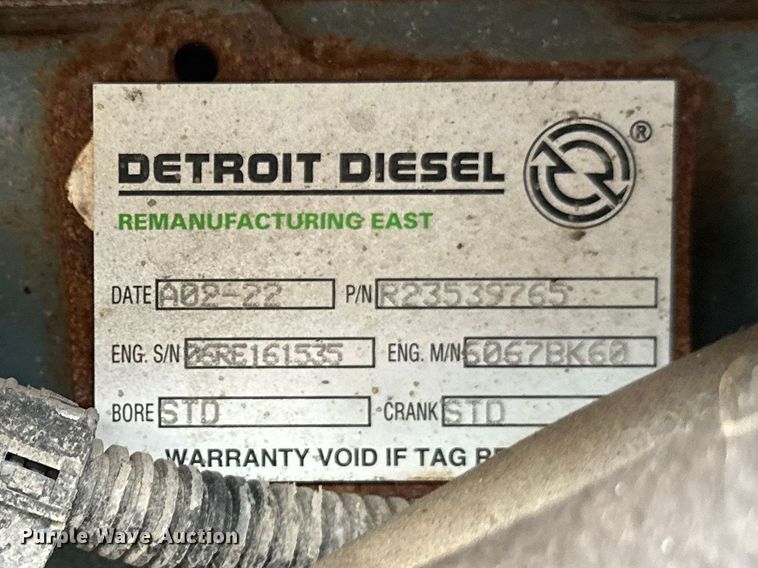 DETROIT DIESEL ®
REMANUFACTURING EAST
DATE A02-22 P/N R23539765
ENG. S/N 06RE161535 ENG. M/N 6067BK60
BORE STD CRANK STD
WARRANTY VOID IF TAG
Purple Wave Auction